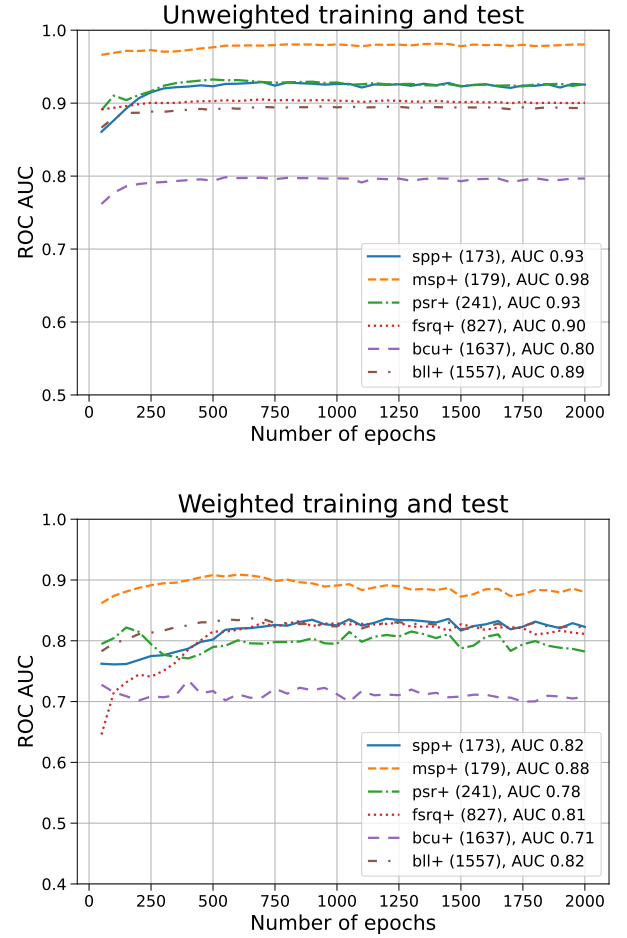 Unweighted training and test
1.0
0.9
0.8
0.7
0.6
0.5
ROC AUC
spp+ (173), AUC 0.93
msp+ (179), AUC 0.98
psr+ (241), AUC 0.93
fsrq+ (827), AUC 0.90
bcu+ (1637), AUC 0.80
bll+ (1557), AUC 0.89
0 250 500 750 1000 1250 1500 1750 2000
Number of epochs
Weighted training and test
1.0
0.9
0.8
0.7
0.6
0.5
0.4
ROC AUC
spp+ (173), AUC 0.82
msp+ (179), AUC 0.88
psr+ (241), AUC 0.78
fsrq+ (827), AUC 0.81
bcu+ (1637), AUC 0.71
bll+ (1557), AUC 0.82
0 250 500 750 1000 1250 1500 1750 2000
Number of epochs